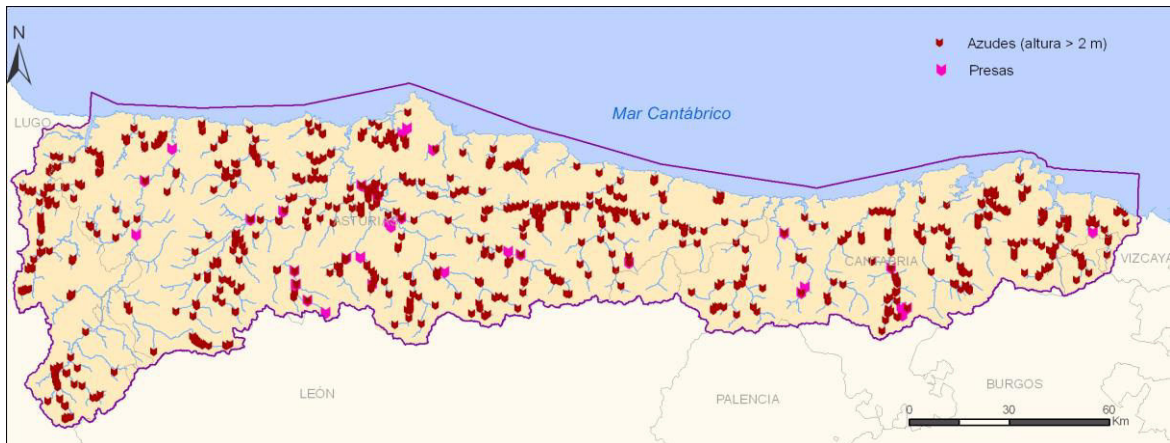 N
Azudes (altura > 2 m)
Presas
Mar Cantábrico
LUGO
ASTURIAS
CANTABRIA
VIZCAYA
LEÓN
PALENCIA
BURGOS
0 30 60
Km